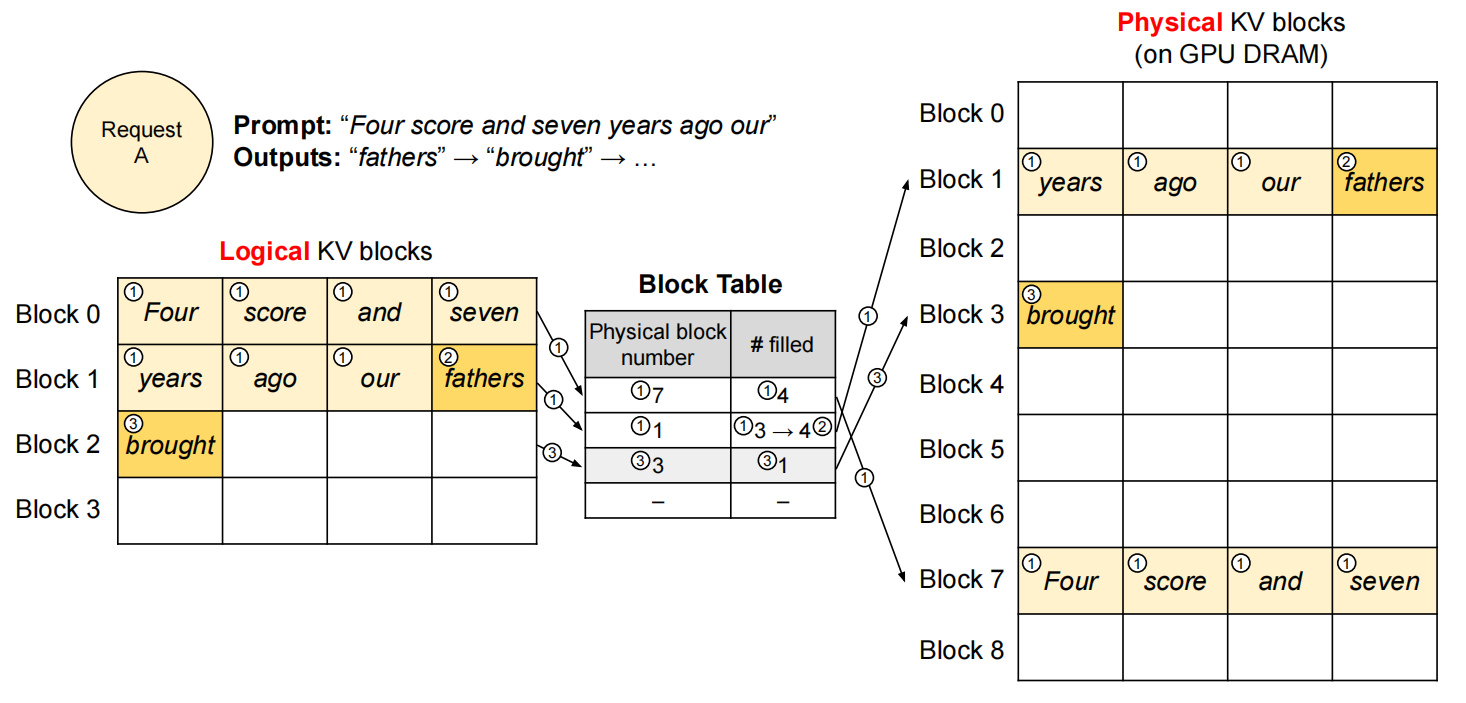 Physical KV blocks
(on GPU DRAM)
Request
A
Prompt: “Four score and seven years ago our”
Outputs: “fathers” → “brought” → …
Logical KV blocks
Block 0 ① Four ① score ① and ① seven
Block 1 ① years ① ago ① our ② fathers
Block 2 ③ brought
Block 3
① ① ③
Block Table
Physical block number # filled
①7 ①4
①1 ①3 → 4②
③3 ③1
– –
① ③ ①
Block 0
Block 1 ① years ① ago ① our ② fathers
Block 2
Block 3 ③ brought
Block 4
Block 5
Block 6
Block 7 ① Four ① score ① and ① seven
Block 8